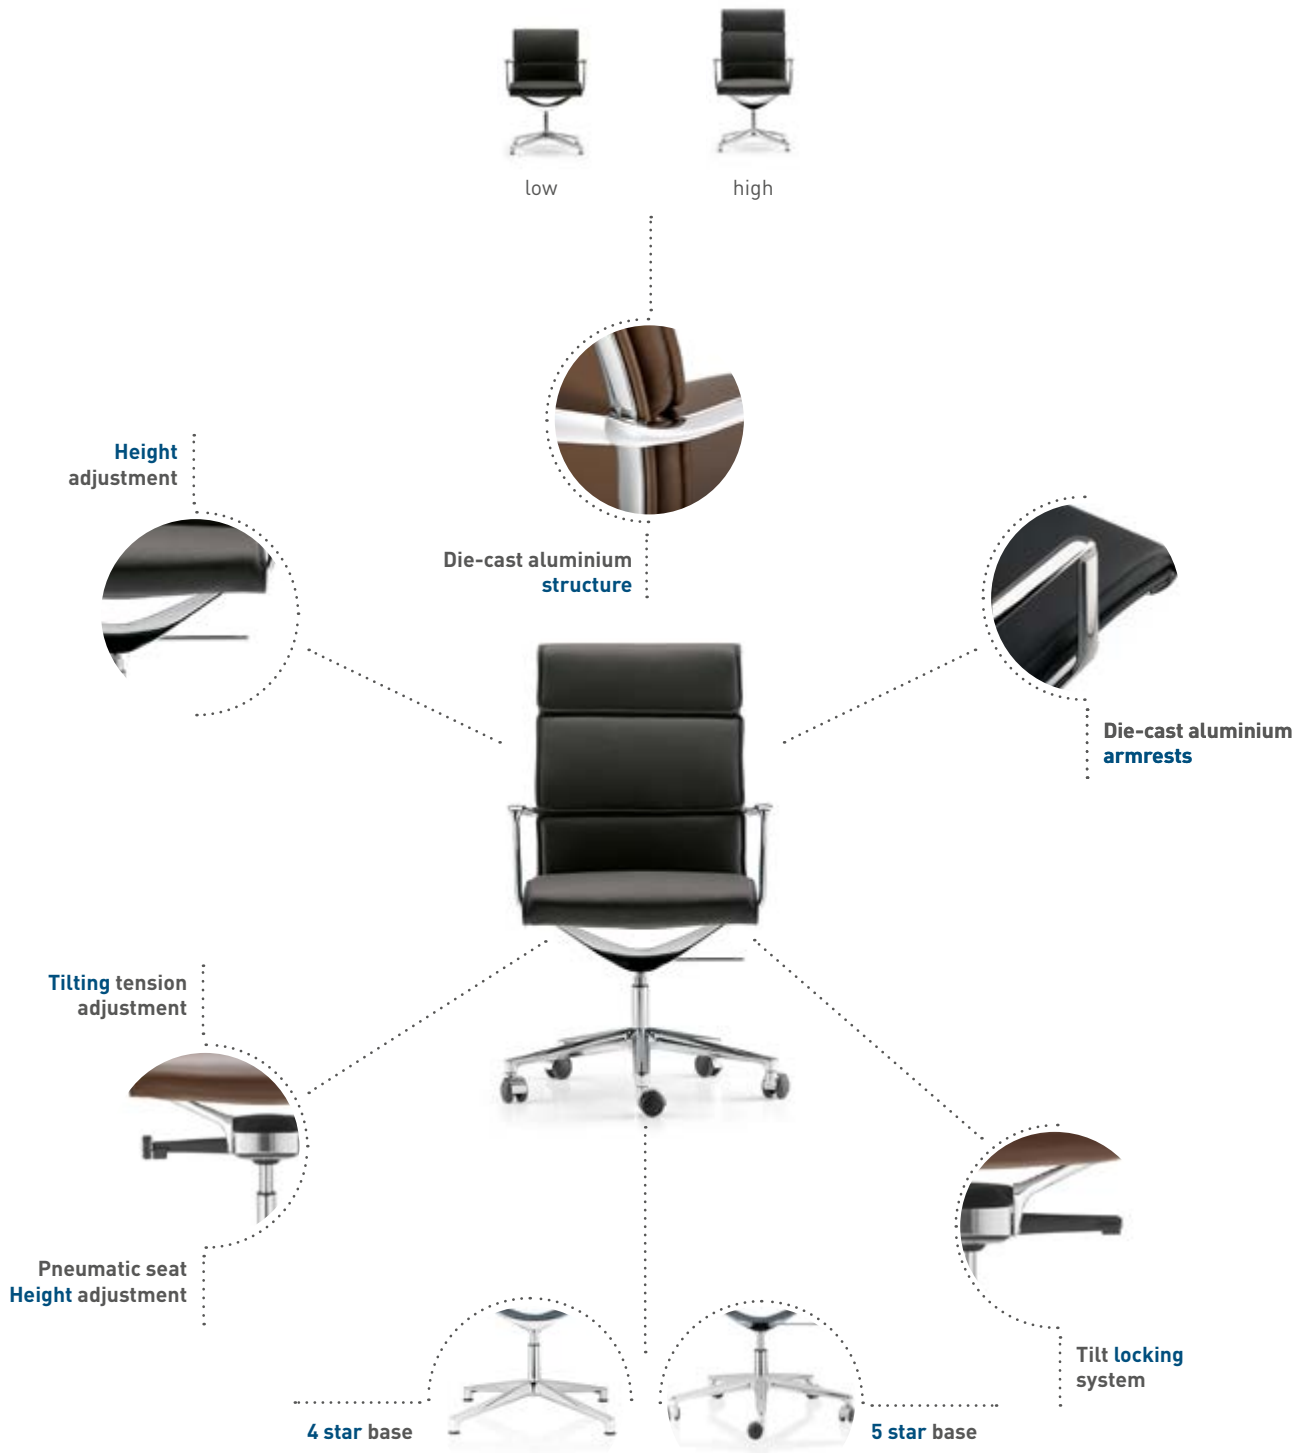 low
high
Height
adjustment
Die-cast aluminium
structure
Die-cast aluminium
armrests
Tilting tension
adjustment
Pneumatic seat
Height adjustment
Tilt locking
system
4 star base
5 star base